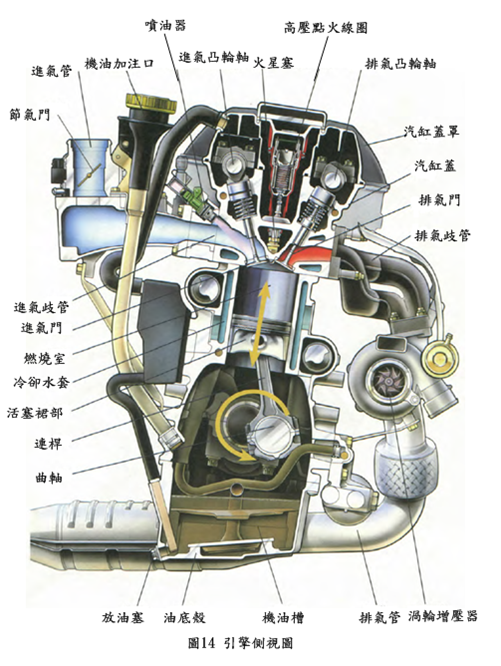 噴油器
高壓點火線圈
進氣管
機油加注口
進氣凸輪軸
火星塞
排氣凸輪軸
節氣門
汽缸蓋罩
汽缸蓋
排氣門
排氣歧管
進氣歧管
進氣門
燃燒室
冷卻水套
活塞裙部
連桿
曲軸
放油塞
油底殼
機油槽
排氣管
渦輪增壓器
圖14 引擎側視圖